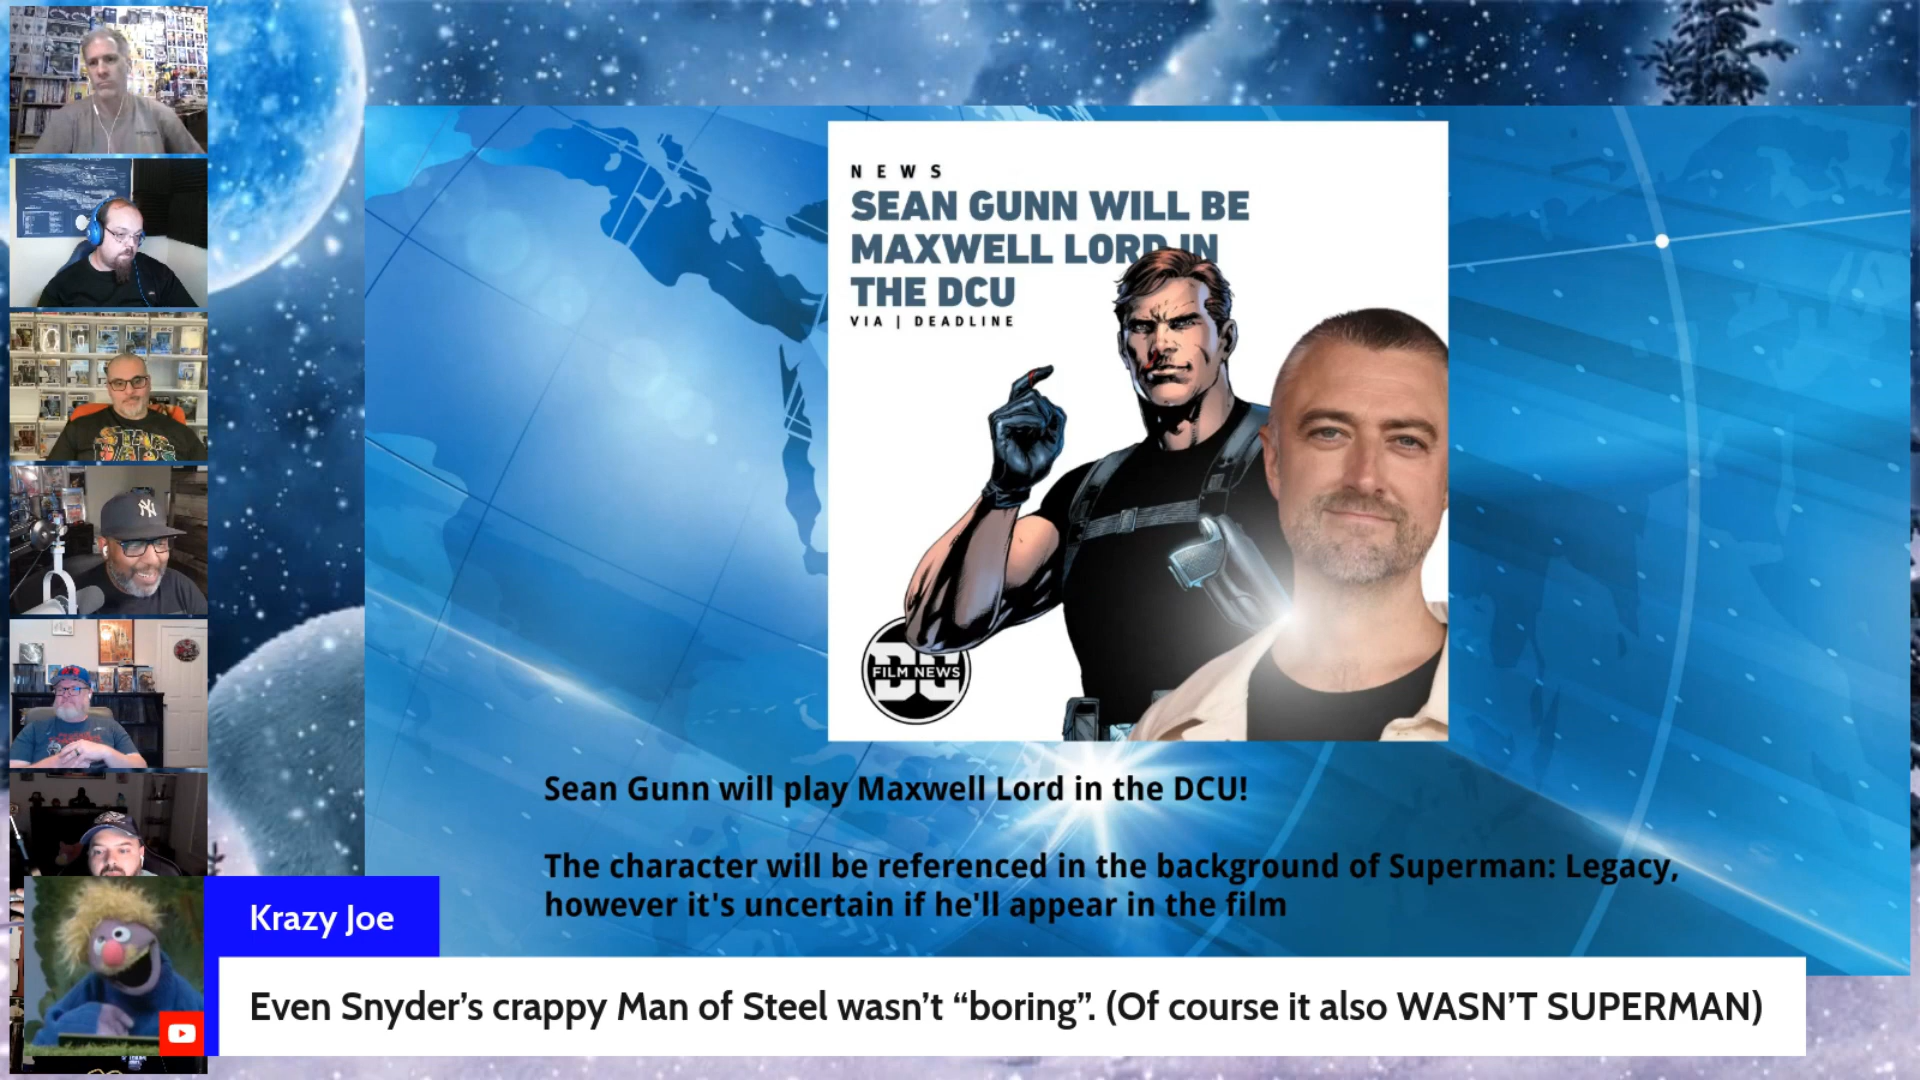 NEWS
SEAN GUNN WILL BE
MAXWELL LORD IN
THE DCU
VIA | DEADLINE
DC
FILM NEWS
Sean Gunn will play Maxwell Lord in the DCU!
The character will be referenced in the background of Superman: Legacy,
however it's uncertain if he'll appear in the film
Krazy Joe
Even Snyder’s crappy Man of Steel wasn’t “boring”. (Of course it also WASN’T SUPERMAN)